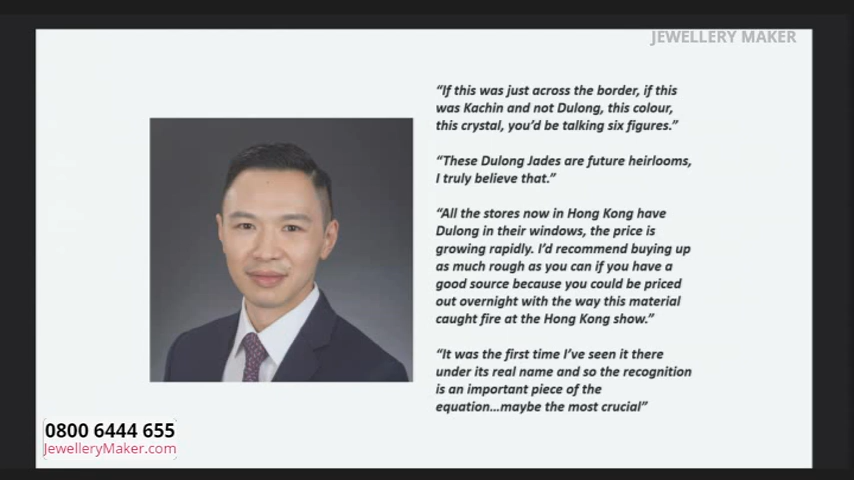 JEWELLERY MAKER
“If this was just across the border, if this
was Kachin and not Dulong, this colour,
this crystal, you’d be talking six figures.”
“These Dulong Jades are future heirlooms,
I truly believe that.”
“All the stores now in Hong Kong have
Dulong in their windows, the price is
growing rapidly. I’d recommend buying up
as much rough as you can if you have a
good source because you could be priced
out overnight with the way this material
caught fire at the Hong Kong show.”
“It was the first time I’ve seen it there
under its real name and so the recognition
is an important piece of the
equation…maybe the most crucial”
0800 6444 655
JewelleryMaker.com